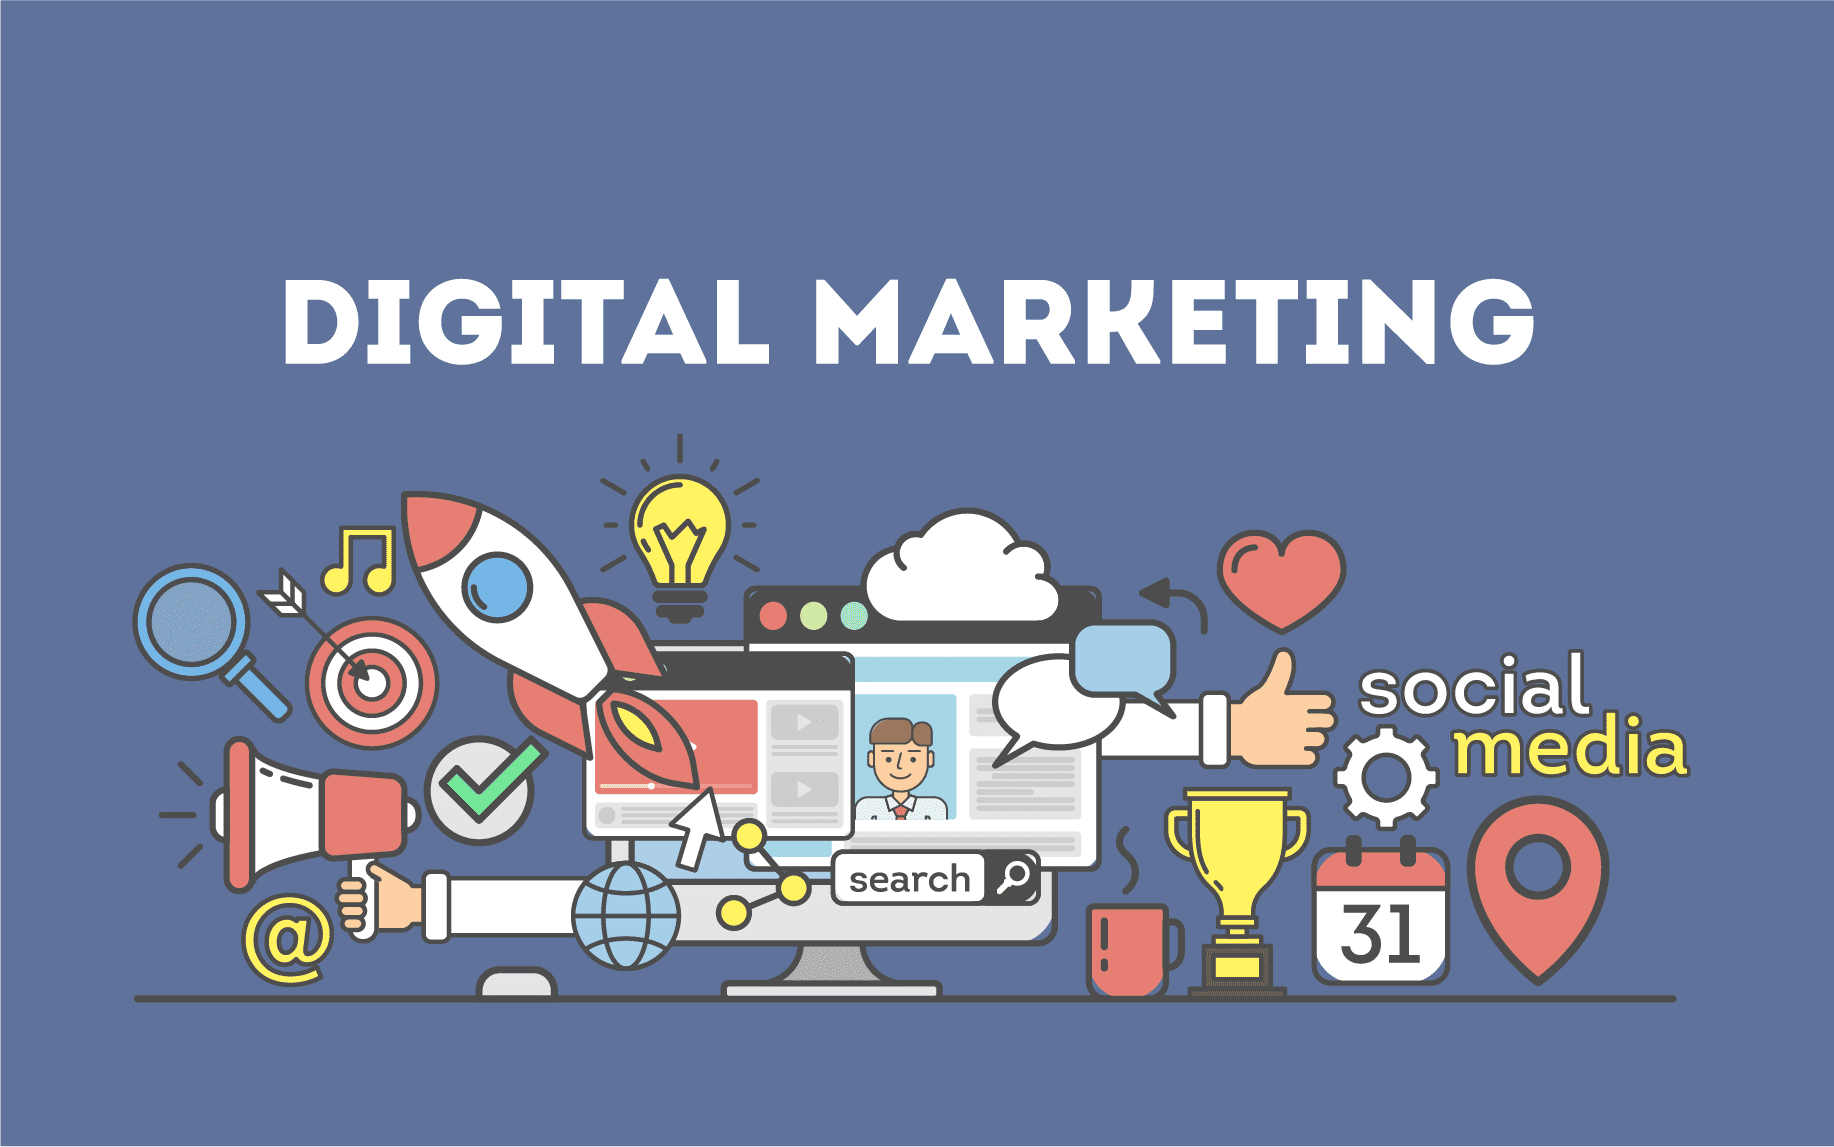 DIGITAL MARKETING
social
media
search
31
@